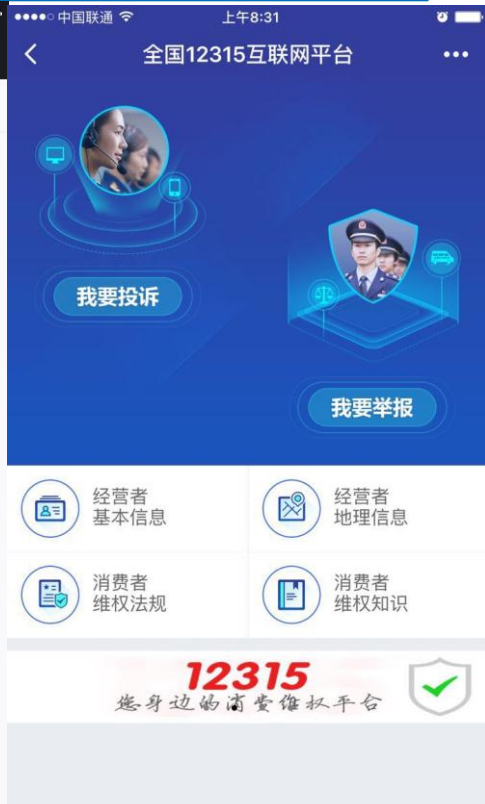 中国联通 上午8:31
全国12315互联网平台
我要投诉
我要举报
经营者
基本信息
经营者
地理信息
消费者
维权法规
消费者
维权知识
12315
您身边的消费维权平台